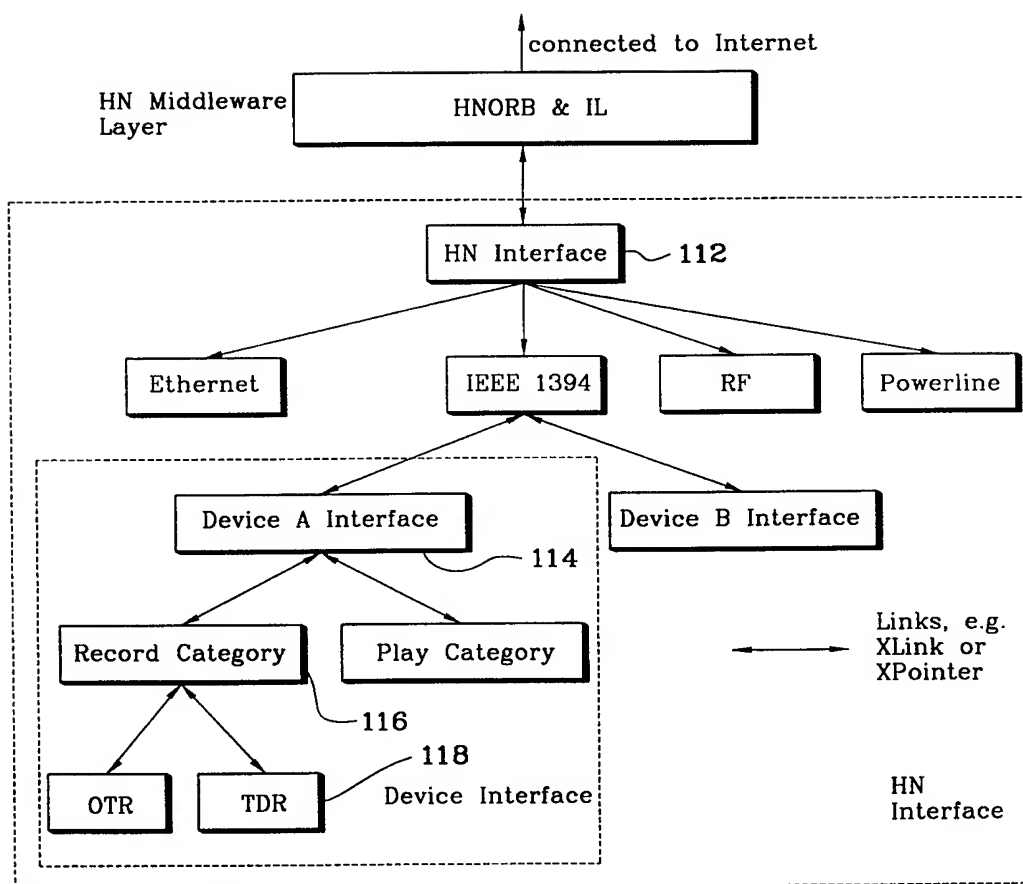 connected to Internet
HN Middleware
Layer
HNORB & IL
HN Interface
112
Ethernet
IEEE 1394
RF
Powerline
Device A Interface
Device B Interface
114
Record Category
Play Category
Links, e.g.
XLink or
XPointer
116
118
OTR
TDR
Device Interface
HN
Interface